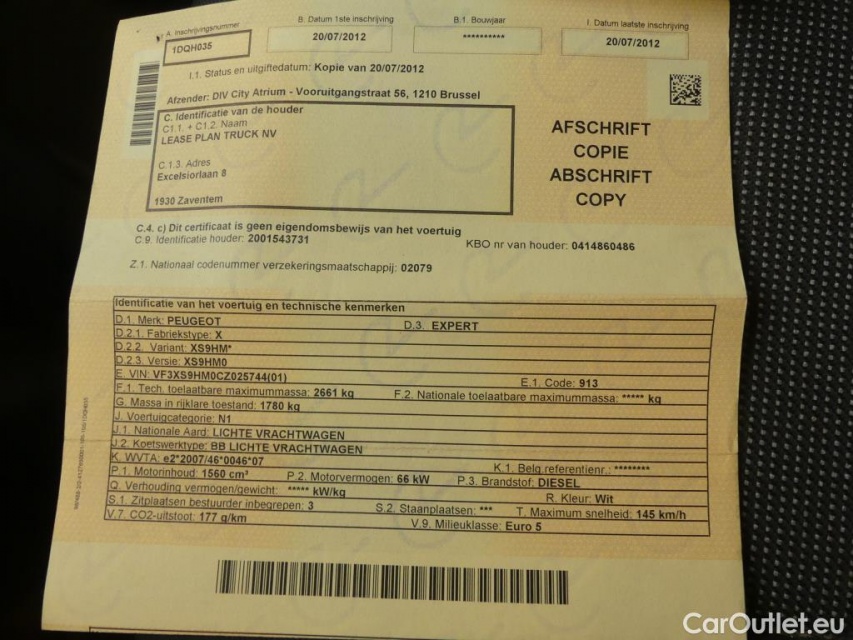 A. Inschrijvingsnummer
1DQH035
B. Datum 1ste inschrijving
20/07/2012
B.1. Bouwjaar
**********
I. Datum laatste inschrijving
20/07/2012
I.1. Status en uitgiftedatum: Kopie van 20/07/2012
Afzender: DIV City Atrium - Vooruitgangstraat 56, 1210 Brussel
C. Identificatie van de houder
C1.1. + C1.2. Naam
LEASE PLAN TRUCK NV
C.1.3. Adres
Excelsiorlaan 8
1930 Zaventem
AFSCHRIFT
COPIE
ABSCHRIFT
COPY
C.4. c) Dit certificaat is geen eigendomsbewijs van het voertuig
C.9. Identificatie houder: 2001543731 KBO nr van houder: 0414860486
Z.1. Nationaal codenummer verzekeringsmaatschappij: 02079
Identificatie van het voertuig en technische kenmerken
D.1. Merk: PEUGEOT D.3. EXPERT
D.2.1. Fabriekstype: X
D.2.2. Variant: XS9HM*
D.2.3. Versie: XS9HM0
E. VIN: VF3XS9HM0CZ025744(01) E.1. Code: 913
F.1. Tech. toelaatbare maximummassa: 2661 kg F.2. Nationale toelaatbare maximummassa: ***** kg
G. Massa in rijklare toestand: 1780 kg
J. Voertuigcategorie: N1
J.1. Nationale Aard: LICHTE VRACHTWAGEN
J.2. Koetswerktype: BB LICHTE VRACHTWAGEN
K. WVTA: e2*2007/46*0046*07 K.1. Belg.referentienr.: ********
P.1. Motorinhoud: 1560 cm³ P.2. Motorvermogen: 66 kW P.3. Brandstof: DIESEL
Q. Verhouding vermogen/gewicht: ***** kW/kg R. Kleur: Wit
S.1. Zitplaatsen bestuurder inbegrepen: 3 S.2. Staanplaatsen: *** T. Maximum snelheid: 145 km/h
V.7. CO2-uitstoot: 177 g/km V.9. Milieuklasse: Euro 5
CarOutlet.eu